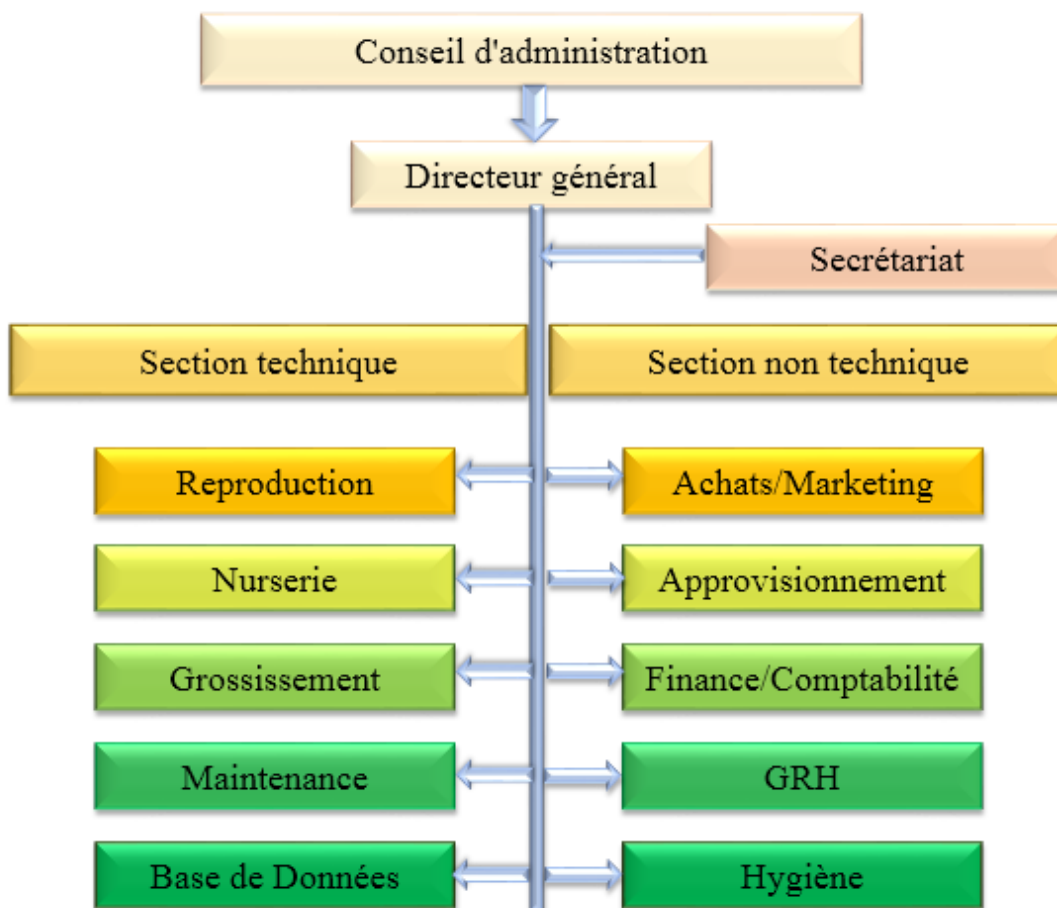 Conseil d'administration
Directeur général
Secrétariat
Section technique
Section non technique
Reproduction
Achats/Marketing
Nurserie
Approvisionnement
Grossissement
Finance/Comptabilité
Maintenance
GRH
Base de Données
Hygiène